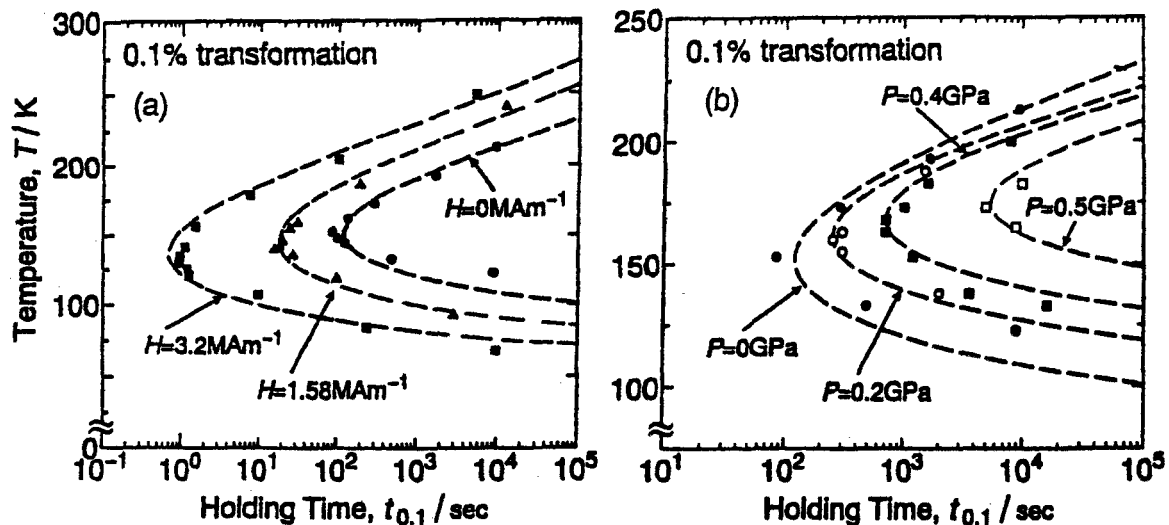 0.1% transformation
(a)
300
250
200
150
100
0
Temperature, T / K
H=0MAm⁻¹
H=3.2MAm⁻¹
H=1.58MAm⁻¹
10⁻¹ 10⁰ 10¹ 10² 10³ 10⁴ 10⁵
Holding Time, t0.1 / sec
0.1% transformation
(b)
250
200
150
100
P=0.4GPa
P=0.5GPa
P=0GPa
P=0.2GPa
10¹ 10² 10³ 10⁴ 10⁵
Holding Time, t0.1 / sec